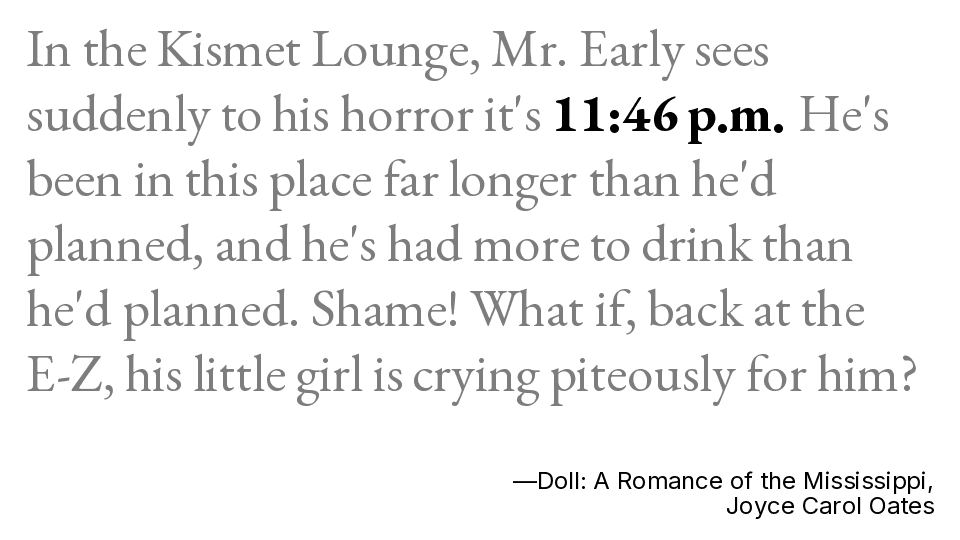 In the Kismet Lounge, Mr. Early sees
suddenly to his horror it's 11:46 p.m. He's
been in this place far longer than he'd
planned, and he's had more to drink than
he'd planned. Shame! What if, back at the
E-Z, his little girl is crying piteously for him?
—Doll: A Romance of the Mississippi,
Joyce Carol Oates